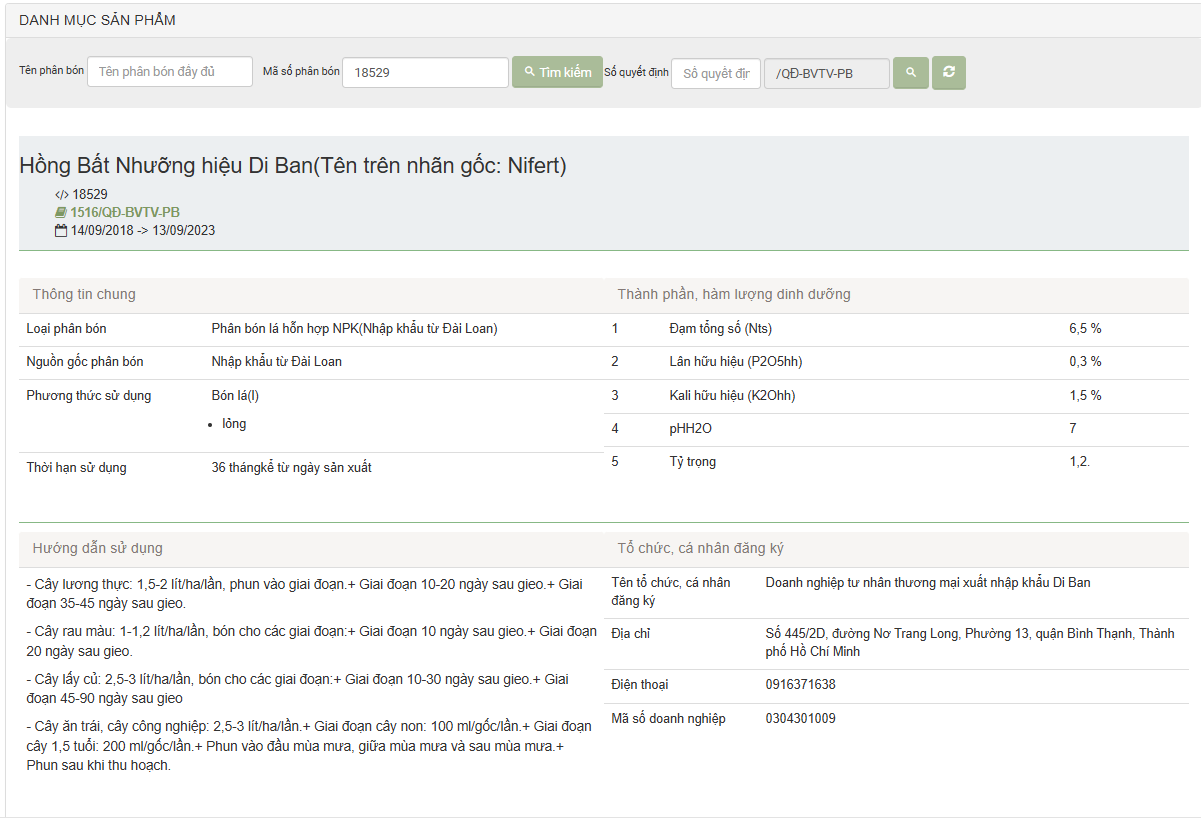 DANH MỤC SẢN PHẨM
Tên phân bón Tên phân bón đầy đủ Mã số phân bón 18529 Tìm kiếm Số quyết định Số quyết địr /QĐ-BVTV-PB
Hồng Bất Nhưỡng hiệu Di Ban(Tên trên nhãn gốc: Nifert)
</> 18529
1516/QĐ-BVTV-PB
14/09/2018 -> 13/09/2023
Thông tin chung
Loại phân bón Phân bón lá hỗn hợp NPK(Nhập khẩu từ Đài Loan)
Nguồn gốc phân bón Nhập khẩu từ Đài Loan
Phương thức sử dụng Bón lá(l)
• lỏng
Thời hạn sử dụng 36 thángkể từ ngày sản xuất
Thành phần, hàm lượng dinh dưỡng
1 Đạm tổng số (Nts) 6,5 %
2 Lân hữu hiệu (P2O5hh) 0,3 %
3 Kali hữu hiệu (K2Ohh) 1,5 %
4 pHH2O 7
5 Tỷ trọng 1,2.
Hướng dẫn sử dụng
- Cây lương thực: 1,5-2 lít/ha/lần, phun vào giai đoạn.+ Giai đoạn 10-20 ngày sau gieo.+ Giai
đoạn 35-45 ngày sau gieo.
- Cây rau màu: 1-1,2 lít/ha/lần, bón cho các giai đoạn:+ Giai đoạn 10 ngày sau gieo.+ Giai đoạn
20 ngày sau gieo.
- Cây lấy củ: 2,5-3 lít/ha/lần, bón cho các giai đoạn:+ Giai đoạn 10-30 ngày sau gieo.+ Giai
đoạn 45-90 ngày sau gieo
- Cây ăn trái, cây công nghiệp: 2,5-3 lít/ha/lần.+ Giai đoạn cây non: 100 ml/gốc/lần.+ Giai đoạn
cây 1,5 tuổi: 200 ml/gốc/lần.+ Phun vào đầu mùa mưa, giữa mùa mưa và sau mùa mưa.+
Phun sau khi thu hoạch.
Tổ chức, cá nhân đăng ký
Tên tổ chức, cá nhân Doanh nghiệp tư nhân thương mại xuất nhập khẩu Di Ban
đăng ký
Địa chỉ Số 445/2D, đường Nơ Trang Long, Phường 13, quận Bình Thạnh, Thành
phố Hồ Chí Minh
Điện thoại 0916371638
Mã số doanh nghiệp 0304301009